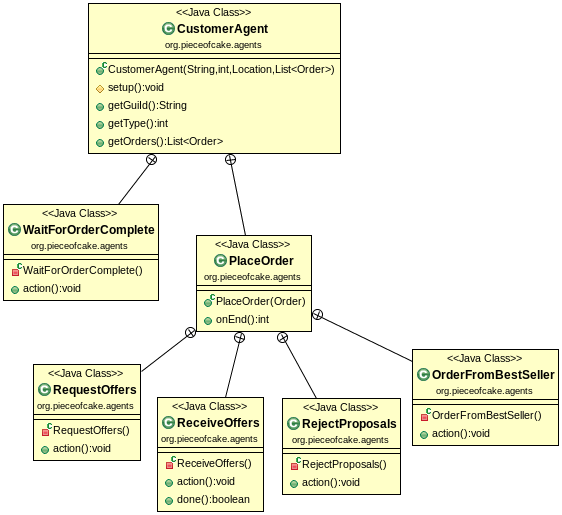 <<Java Class>>
CustomerAgent
org.pieceofcake.agents
CustomerAgent(String,int,Location,List<Order>)
setup():void
getGuild():String
getType():int
getOrders():List<Order>
<<Java Class>>
WaitForOrderComplete
org.pieceofcake.agents
WaitForOrderComplete()
action():void
<<Java Class>>
PlaceOrder
org.pieceofcake.agents
PlaceOrder(Order)
onEnd():int
<<Java Class>>
RequestOffers
org.pieceofcake.agents
RequestOffers()
action():void
<<Java Class>>
ReceiveOffers
org.pieceofcake.agents
ReceiveOffers()
action():void
done():boolean
<<Java Class>>
RejectProposals
org.pieceofcake.agents
RejectProposals()
action():void
<<Java Class>>
OrderFromBestSeller
org.pieceofcake.agents
OrderFromBestSeller()
action():void